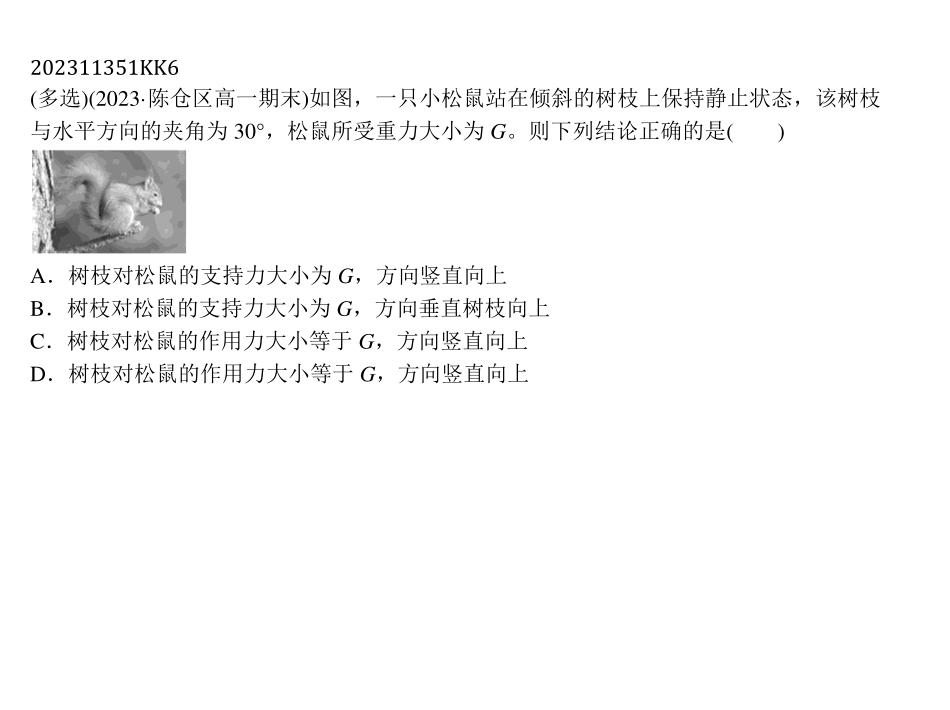 202311351KK6
(多选)(2023·陈仓区高一期末)如图，一只小松鼠站在倾斜的树枝上保持静止状态，该树枝
与水平方向的夹角为 30°，松鼠所受重力大小为 G。则下列结论正确的是(　　)
A．树枝对松鼠的支持力大小为 G，方向竖直向上
B．树枝对松鼠的支持力大小为 G，方向垂直树枝向上
C．树枝对松鼠的作用力大小等于 G，方向竖直向上
D．树枝对松鼠的作用力大小等于 G，方向竖直向上